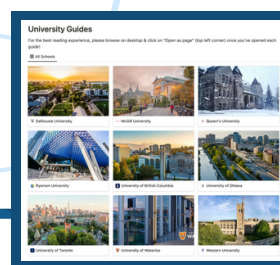 University Guides
For the best reading experience, please browse on desktop & click on "Open as page" (top left corner) once you've opened each
guide!
All Schools
Dalhousie University
McGill University
Queen's University
Ryerson University
University of British Columbia
University of Ottawa
University of Toronto
University of Waterloo
Western University